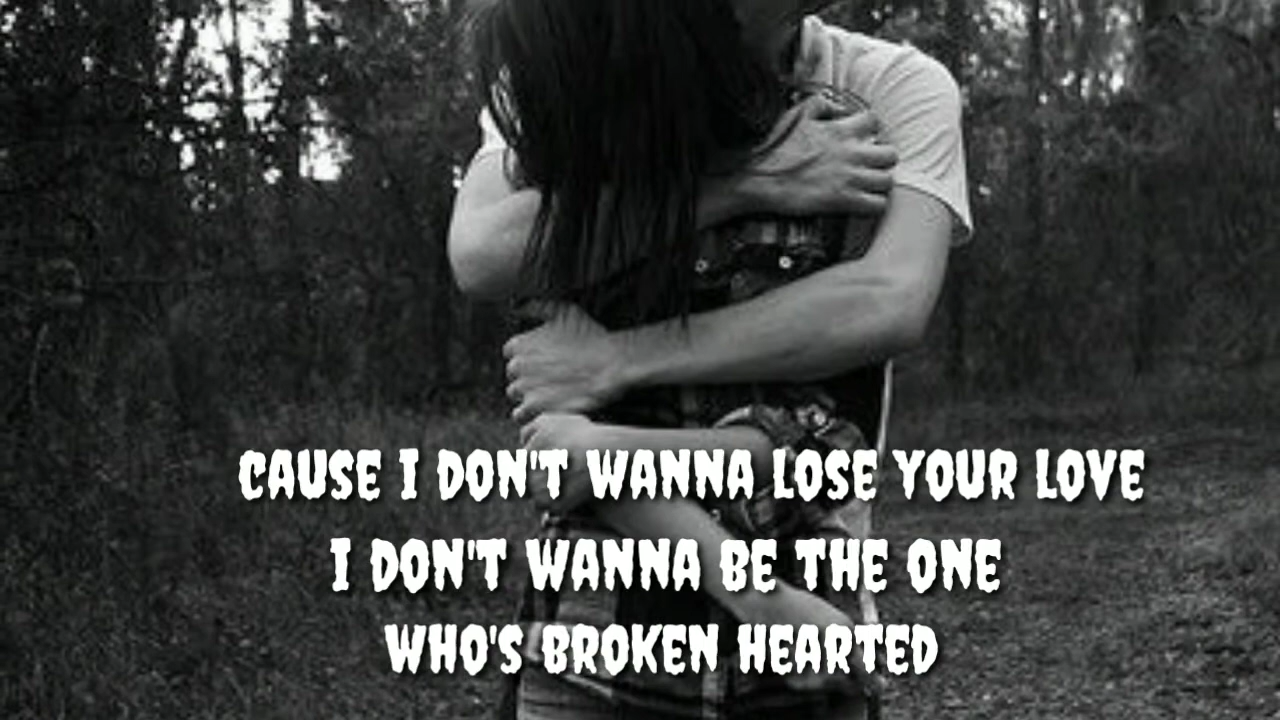 CAUSE I DON'T WANNA LOSE YOUR LOVE
I DON'T WANNA BE THE ONE
WHO'S BROKEN HEARTED